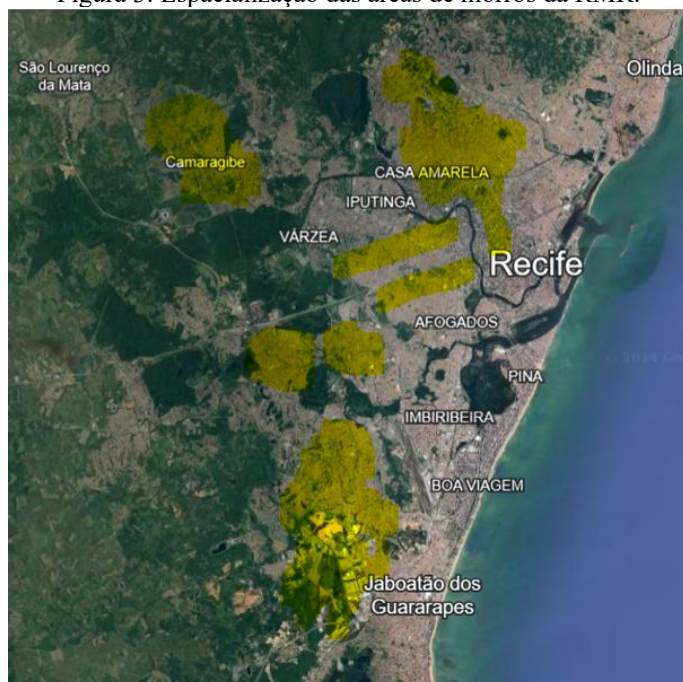 Figura 3. Espacialização das áreas de morros da RMR.
São Lourenço
da Mata
Olinda
Camaragibe
CASA AMARELA
IPUTINGA
VÁRZEA
Recife
AFOGADOS
PINA
IMBIRIBEIRA
BOA VIAGEM
Jaboatão dos
Guararapes